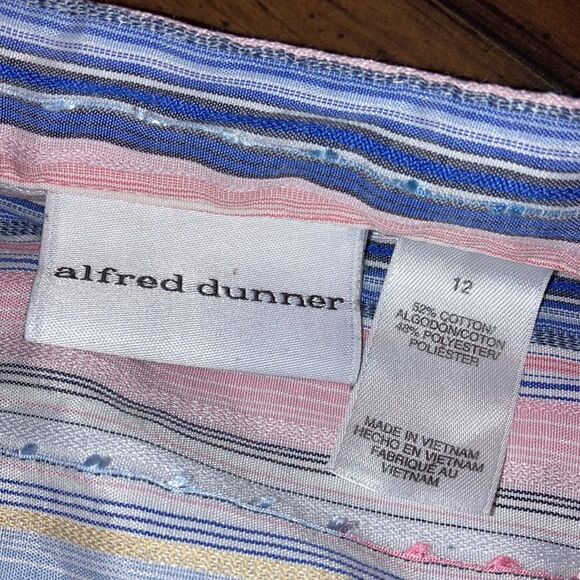 alfred dunner
12
52% COTTON/
ALGODÓN/COTON
48% POLYESTER/
POLIÉSTER
MADE IN VIETNAM
HECHO EN VIETNAM
FABRIQUÉ AU
VIETNAM